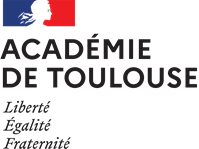 ACADÉMIE
DE TOULOUSE
Liberté
Égalité
Fraternité